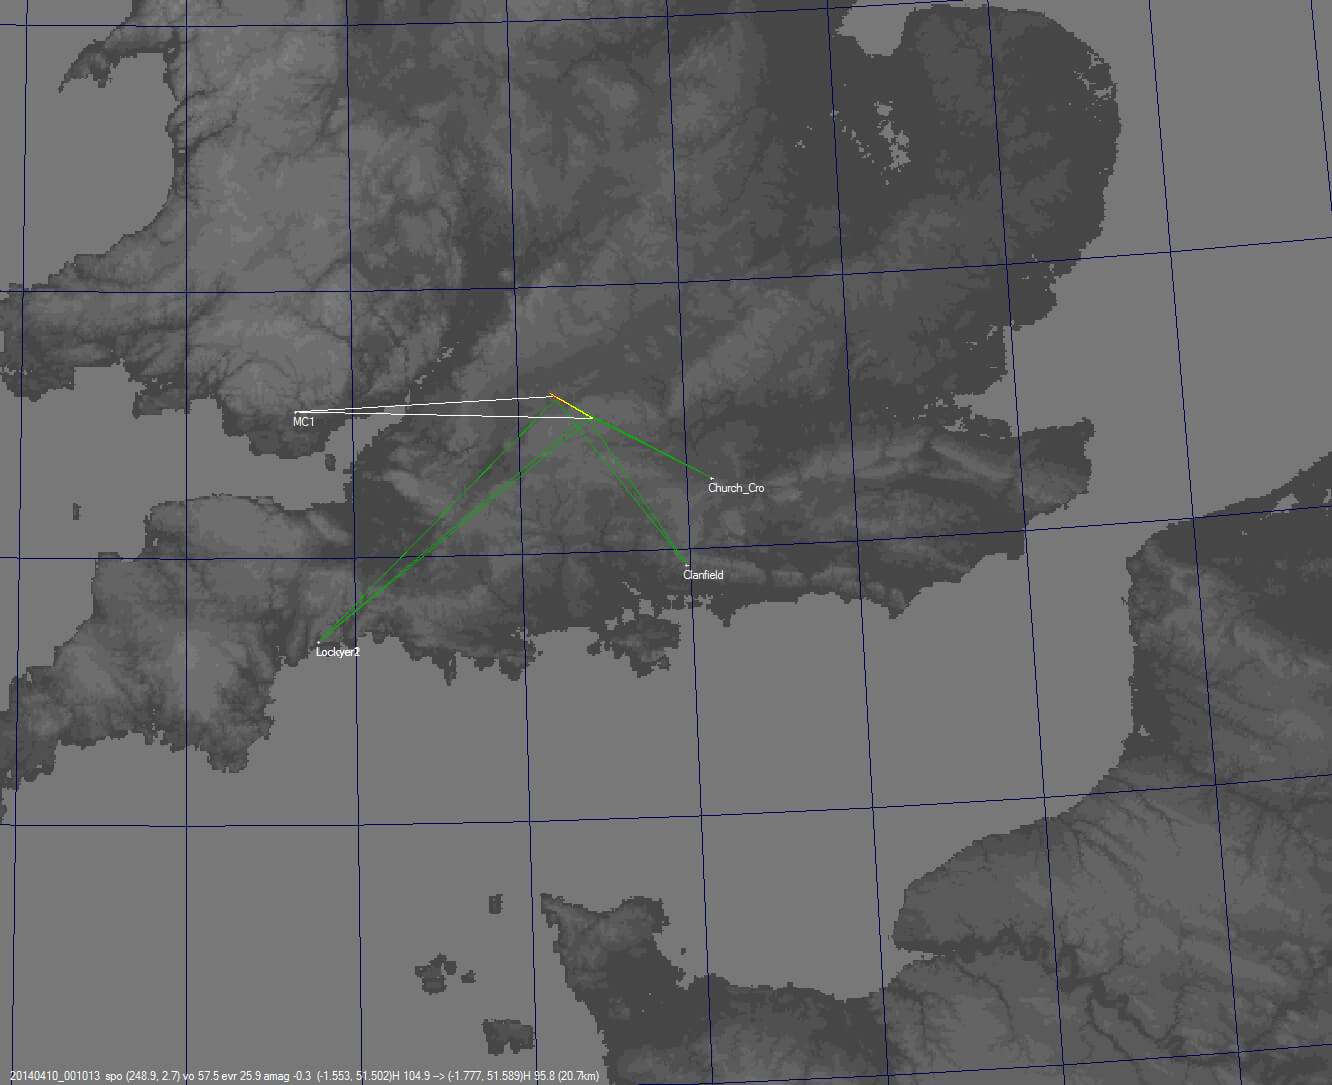 MC1
Church_Cro
Clanfield
Lockyer2
20140410_001013 spo (248.9, 2.7) vo 57.5 evr 25.9 amag -0.3 (-1.553, 51.502)H 104.9 --> (-1.777, 51.589)H 95.8 (20.7km)